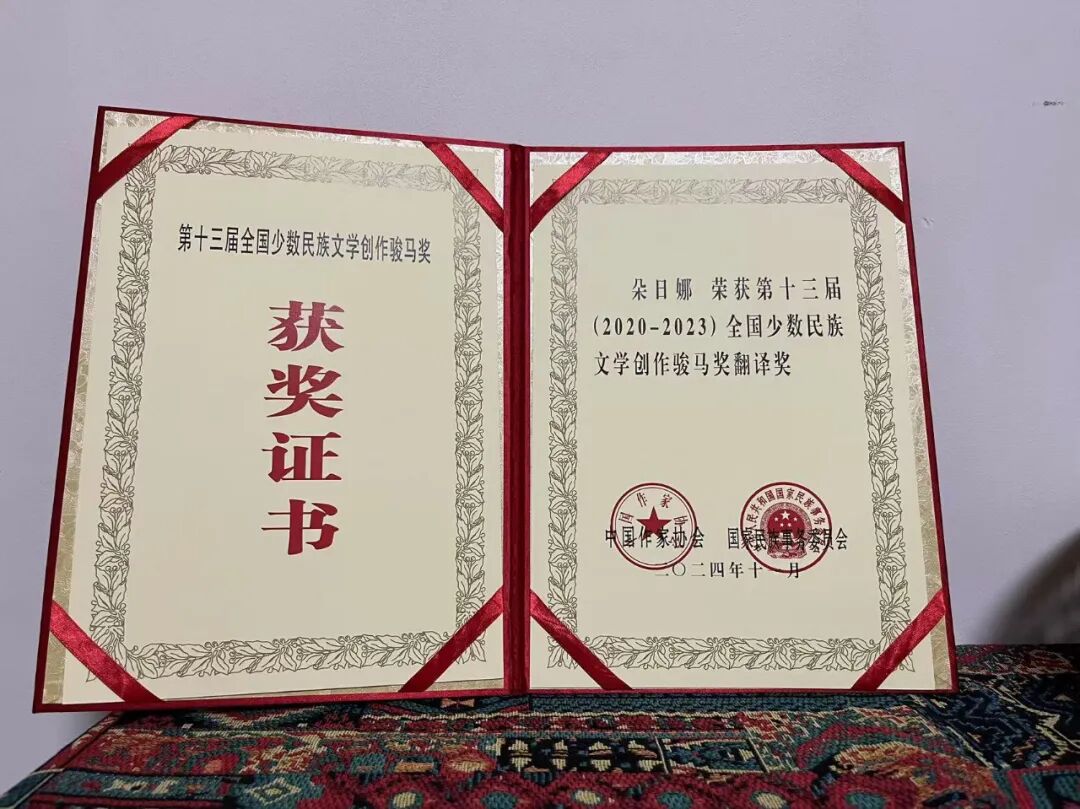 第十三届全国少数民族文学创作骏马奖
获
奖
证
书
朵日娜 荣获第十三届
(2020-2023)全国少数民族
文学创作骏马奖翻译奖
中国作家协会 国家民族事务委员会
二〇二四年十一月